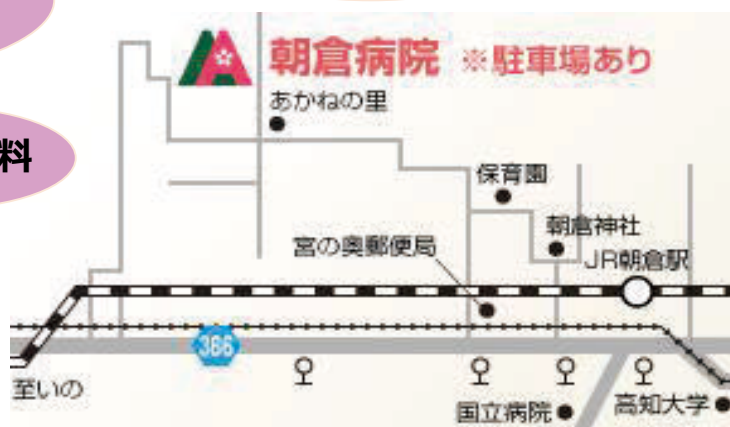 朝倉病院 ※駐車場あり
あかねの里
料
保育園
朝倉神社
宮の奥郵便局
JR朝倉駅
386
至いの
国立病院
高知大学